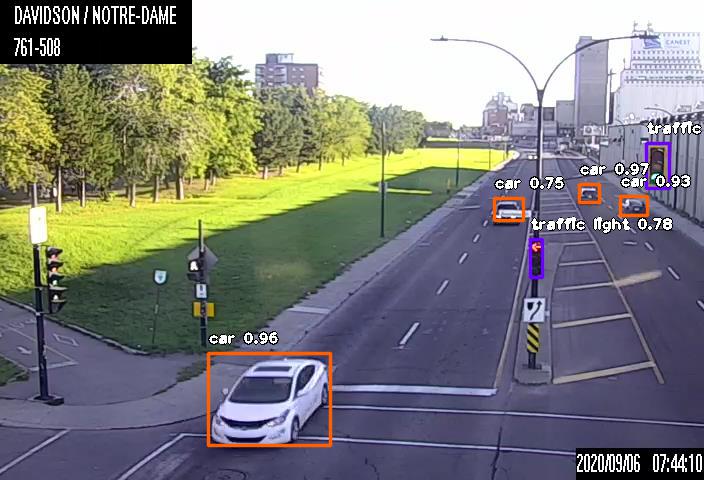 DAVIDSON / NOTRE-DAME
761-508
CANEST
traffic
car 0.97
car 0.93
car 0.75
traffic light 0.78
car 0.96
2020/09/06 07:44:10